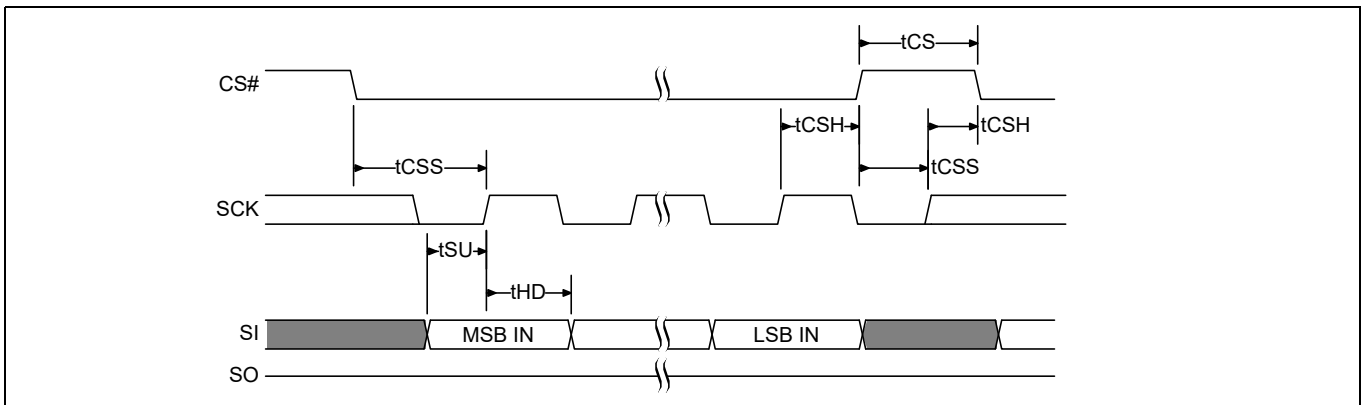 tCS
CS#
tCSH
tCSH
tCSS
tCSS
SCK
tSU
tHD
SI
MSB IN
LSB IN
SO